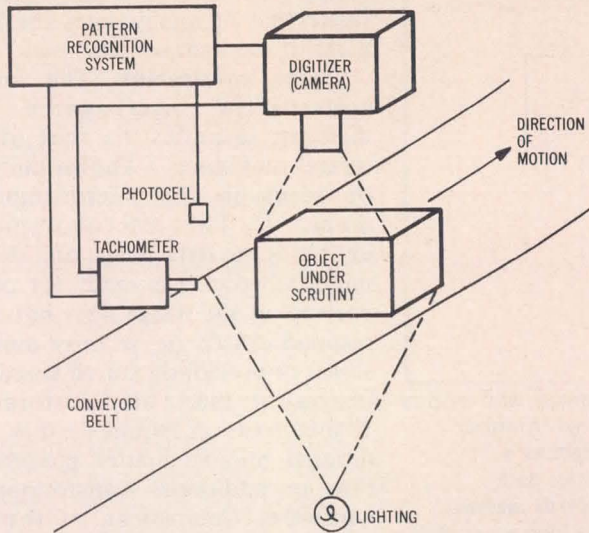 PATTERN
RECOGNITION
SYSTEM
DIGITIZER
(CAMERA)
DIRECTION
OF
MOTION
PHOTOCELL
TACHOMETER
OBJECT
UNDER
SCRUTINY
CONVEYOR
BELT
LIGHTING